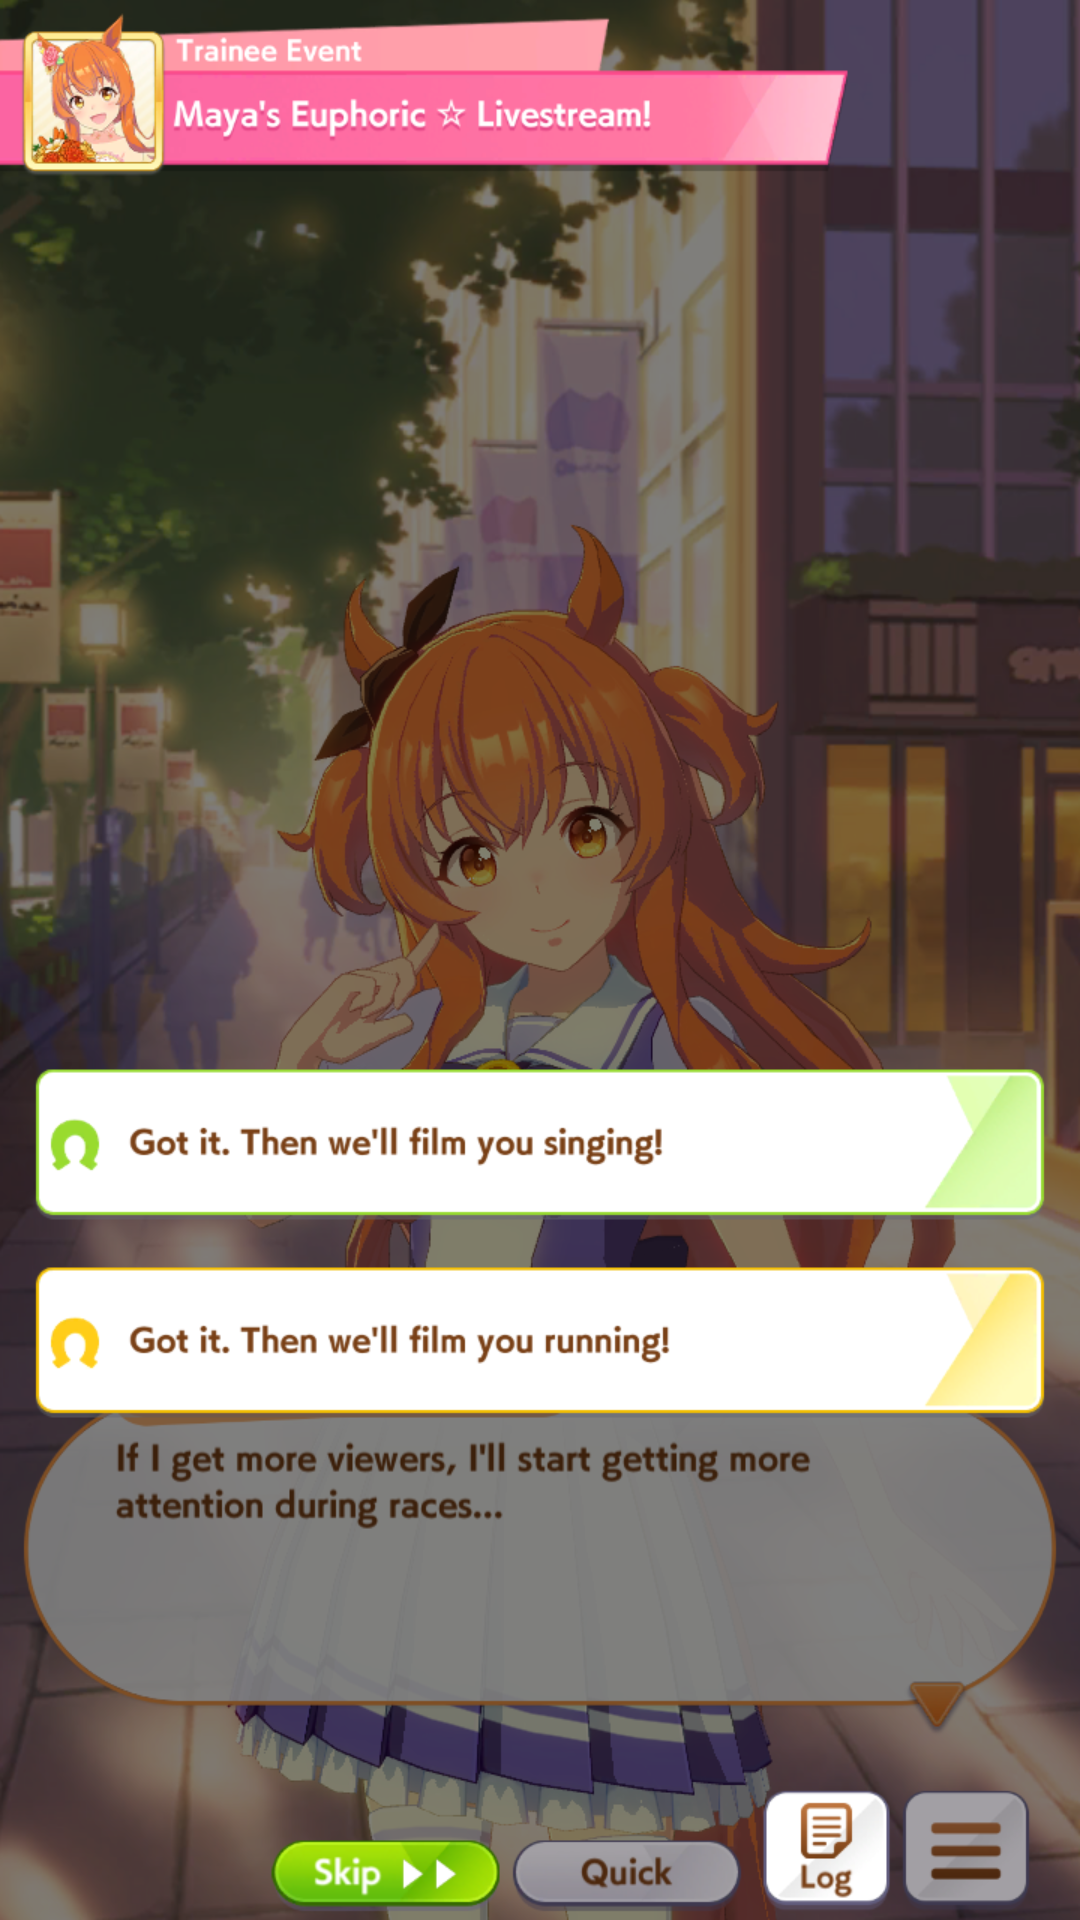 Trainee Event
Maya's Euphoric ☆ Livestream!
Got it. Then we'll film you singing!
Got it. Then we'll film you running!
If I get more viewers, I'll start getting more
attention during races...
Skip
Quick
Log